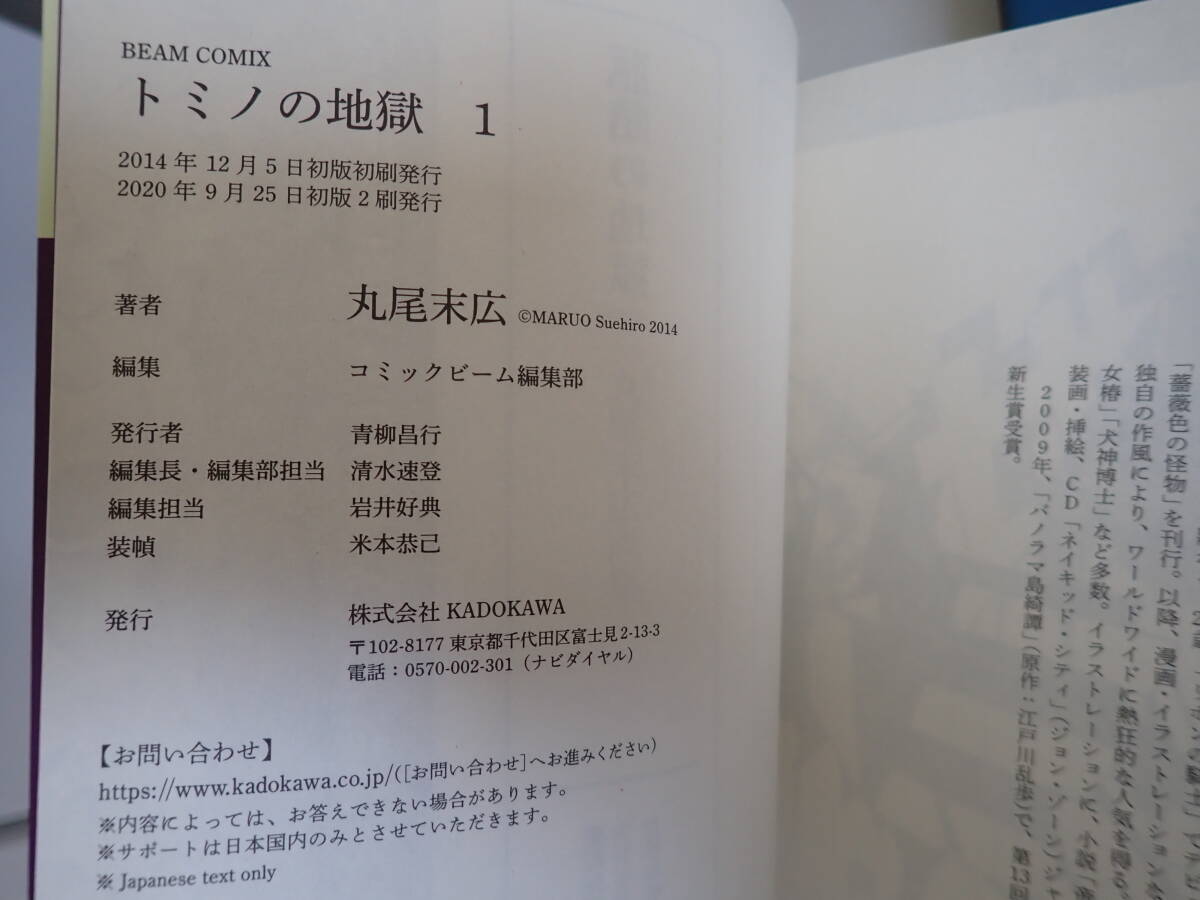 BEAM COMIX
トミノの地獄　1
2014年12月5日初版初刷発行
2020年9月25日初版2刷発行
著者　丸尾末広 ©MARUO Suehiro 2014
編集　コミックビーム編集部
発行者　青柳昌行
編集長・編集部担当　清水速登
編集担当　岩井好典
装幀　米本恭己
発行　株式会社 KADOKAWA
〒102-8177 東京都千代田区富士見2-13-3
電話：0570-002-301（ナビダイヤル）
【お問い合わせ】
https://www.kadokawa.co.jp/（[お問い合わせ]へお進みください）
※内容によっては、お答えできない場合があります。
※サポートは日本国内のみとさせていただきます。
※ Japanese text only
「薔薇色の怪物」を刊行。以降、漫画・イラストレーション
独自の作風により、ワールドワイドに熱狂的な人気を得る。
女椿」「犬神博士」など多数。イラストレーションに、小説
装画・挿絵、CD「ネイキッド・シティ」（ジョン・ゾーン）ジャ
2009年、「パノラマ島綺譚」（原作：江戸川乱歩）で、第13回
新生賞受賞。